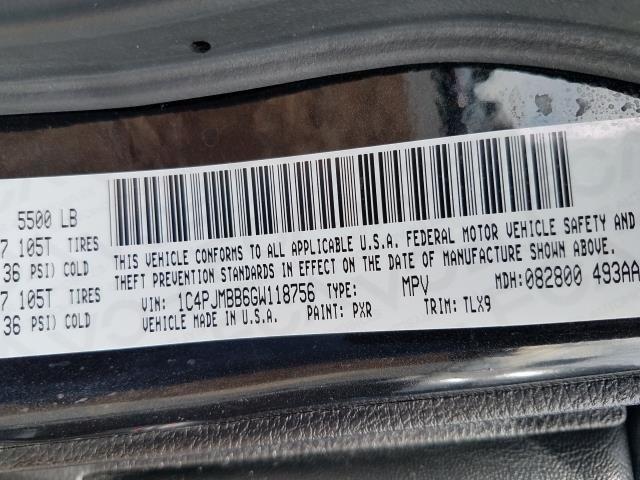 5500 LB
7 105T TIRES
36 PSI) COLD
7 105T TIRES
36 PSI) COLD
THIS VEHICLE CONFORMS TO ALL APPLICABLE U.S.A. FEDERAL MOTOR VEHICLE SAFETY AND
THEFT PREVENTION STANDARDS IN EFFECT ON THE DATE OF MANUFACTURE SHOWN ABOVE.
VIN: 1C4PJMBB6GW118756 TYPE: MPV MDH:082800 493AA
VEHICLE MADE IN U.S.A. PAINT: PXR TRIM: TLX9